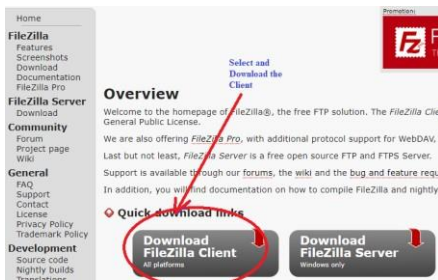 Home
FileZilla
Features
Screenshots
Download
Documentation
FileZilla Pro
FileZilla Server
Download
Community
Forum
Project page
Wiki
General
FAQ
Support
Contact
License
Privacy Policy
Trademark Policy
Development
Source code
Nightly builds
Translations
Promotion:
Fz F
Select and
Download the
Client
Overview
Welcome to the homepage of FileZilla®, the free FTP solution. The FileZilla Clie
General Public License.
We are also offering FileZilla Pro, with additional protocol support for WebDAV,
Last but not least, FileZilla Server is a free open source FTP and FTPS Server.
Support is available through our forums, the wiki and the bug and feature requ
In addition, you will find documentation on how to compile FileZilla and nightly
Quick download links
Download
FileZilla Client
All platforms
Download
FileZilla Server
Windows only